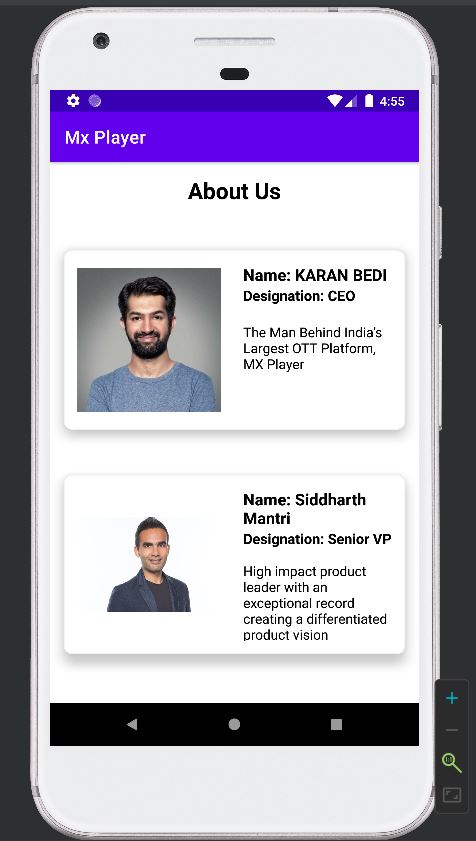 4:55
Mx Player
About Us
Name: KARAN BEDI
Designation: CEO
The Man Behind India's
Largest OTT Platform,
MX Player
Name: Siddharth
Mantri
Designation: Senior VP
High impact product
leader with an
exceptional record
creating a differentiated
product vision